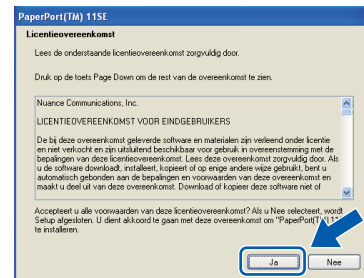 PaperPort(TM) 11SE
Licentieovereenkomst
Lees de onderstaande licentieovereenkomst zorgvuldig door.
Druk op de toets Page Down om de rest van de overeenkomst te zien.
Nuance Communications, Inc.
LICENTIEOVEREENKOMST VOOR EINDGEBRUIKERS
De bij deze overeenkomst geleverde software en materialen zijn verleend onder licentie
en niet verkocht en zijn uitsluitend beschikbaar voor gebruik in overeenstemming met de
bepalingen van deze licentieovereenkomst. Lees deze overeenkomst zorgvuldig door. Als
u de software downloadt, installeert, kopieert of op enige andere wijze gebruikt, bent u
automatisch gebonden aan de bepalingen en voorwaarden van deze overeenkomst en
maakt u deel uit van deze overeenkomst. Download of kopieer deze software niet of
Accepteert u alle voorwaarden van deze licentieovereenkomst? Als u Nee selecteert, wordt
Setup afgesloten. U dient akkoord te gaan met deze overeenkomst om "PaperPort(TM) 11
te installeren.
Ja
Nee